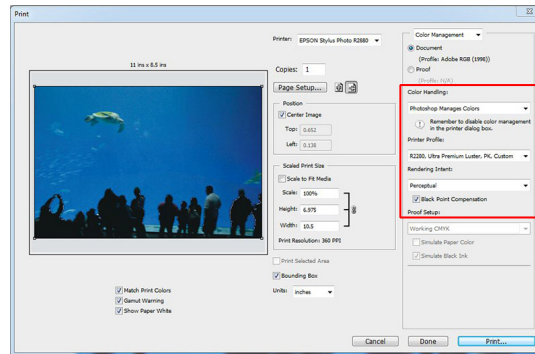 Print
11 ins x 8.5 ins
Match Print Colors
Gamut Warning
Show Paper White
Printer: EPSON Stylus Photo R2880
Copies: 1
Page Setup...
Position
Center Image
Top: 0.652
Left: 0.138
Scaled Print Size
Scale to Fit Media
Scale: 100%
Height: 6.975
Width: 10.5
Print Resolution: 360 PPI
Print Selected Area
Bounding Box
Units: inches
Color Management
Document
(Profile: Adobe RGB (1998))
Proof
(Profile: N/A)
Color Handling:
Photoshop Manages Colors
Remember to disable color management
in the printer dialog box.
Printer Profile:
R2280, Ultra Premium Luster, PK, Custom
Rendering Intent:
Perceptual
Black Point Compensation
Proof Setup:
Working CMYK
Simulate Paper Color
Simulate Black Ink
Cancel
Done
Print...